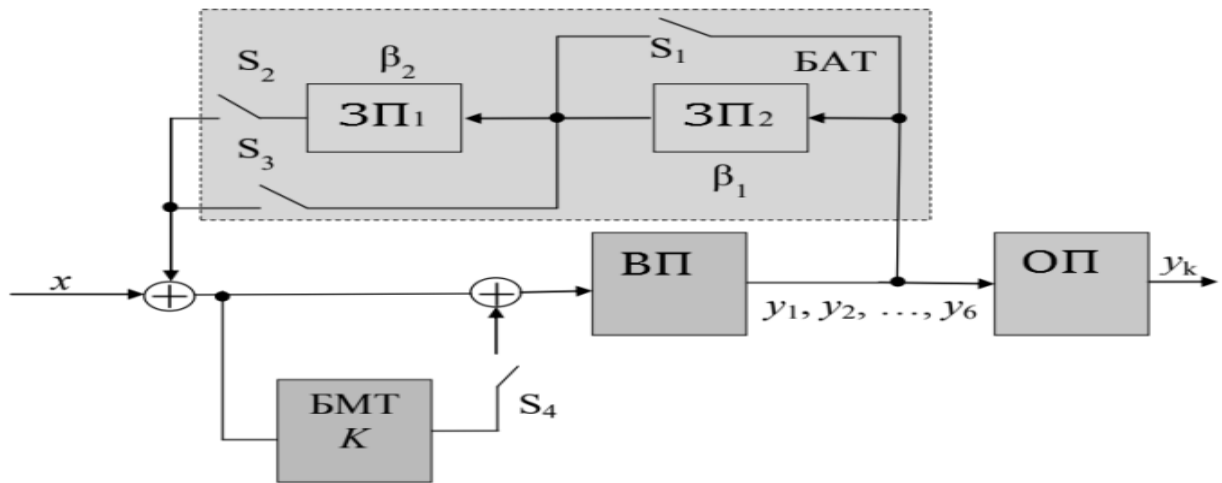 S₁
БАТ
S₂
β₂
ЗП₁
ЗП₂
S₃
β₁
x
ВП
y₁, y₂, …, y₆
ОП
yₖ
БМТ
K
S₄